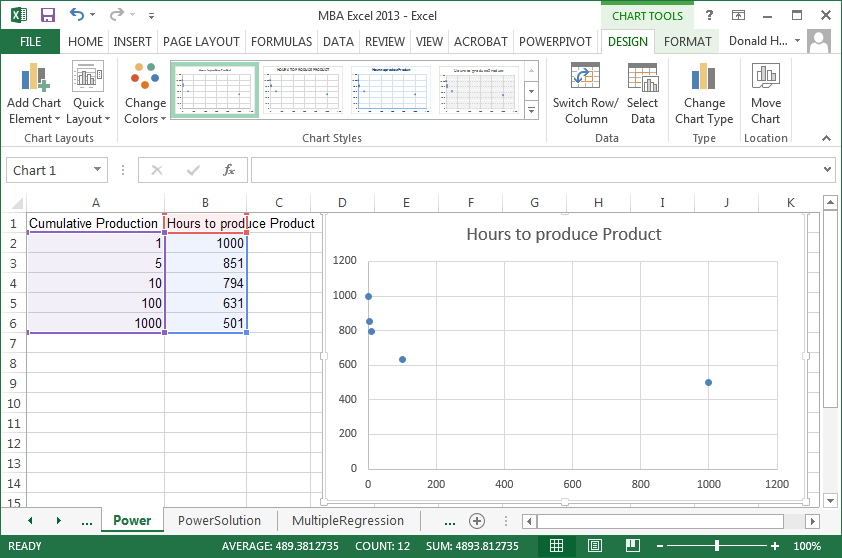 MBA Excel 2013 - Excel
CHART TOOLS
?
FILE HOME INSERT PAGE LAYOUT FORMULAS DATA REVIEW VIEW ACROBAT POWERPIVOT DESIGN FORMAT Donald H...
Add Chart Element
Quick Layout
Change Colors
Switch Row/ Column
Select Data
Change Chart Type
Move Chart
Chart Layouts
Chart Styles
Data
Type
Location
Chart 1
fx
A B C D E F G H I J K
1 Cumulative Production Hours to produce Product
2 1 1000
3 5 851
4 10 794
5 100 631
6 1000 501
7
8
9
10
11
12
13
14
15
Hours to produce Product
1200
1000
800
600
400
200
0
0 200 400 600 800 1000 1200
... Power PowerSolution MultipleRegression ...
READY AVERAGE: 489.3812735 COUNT: 12 SUM: 4893.812735 100%